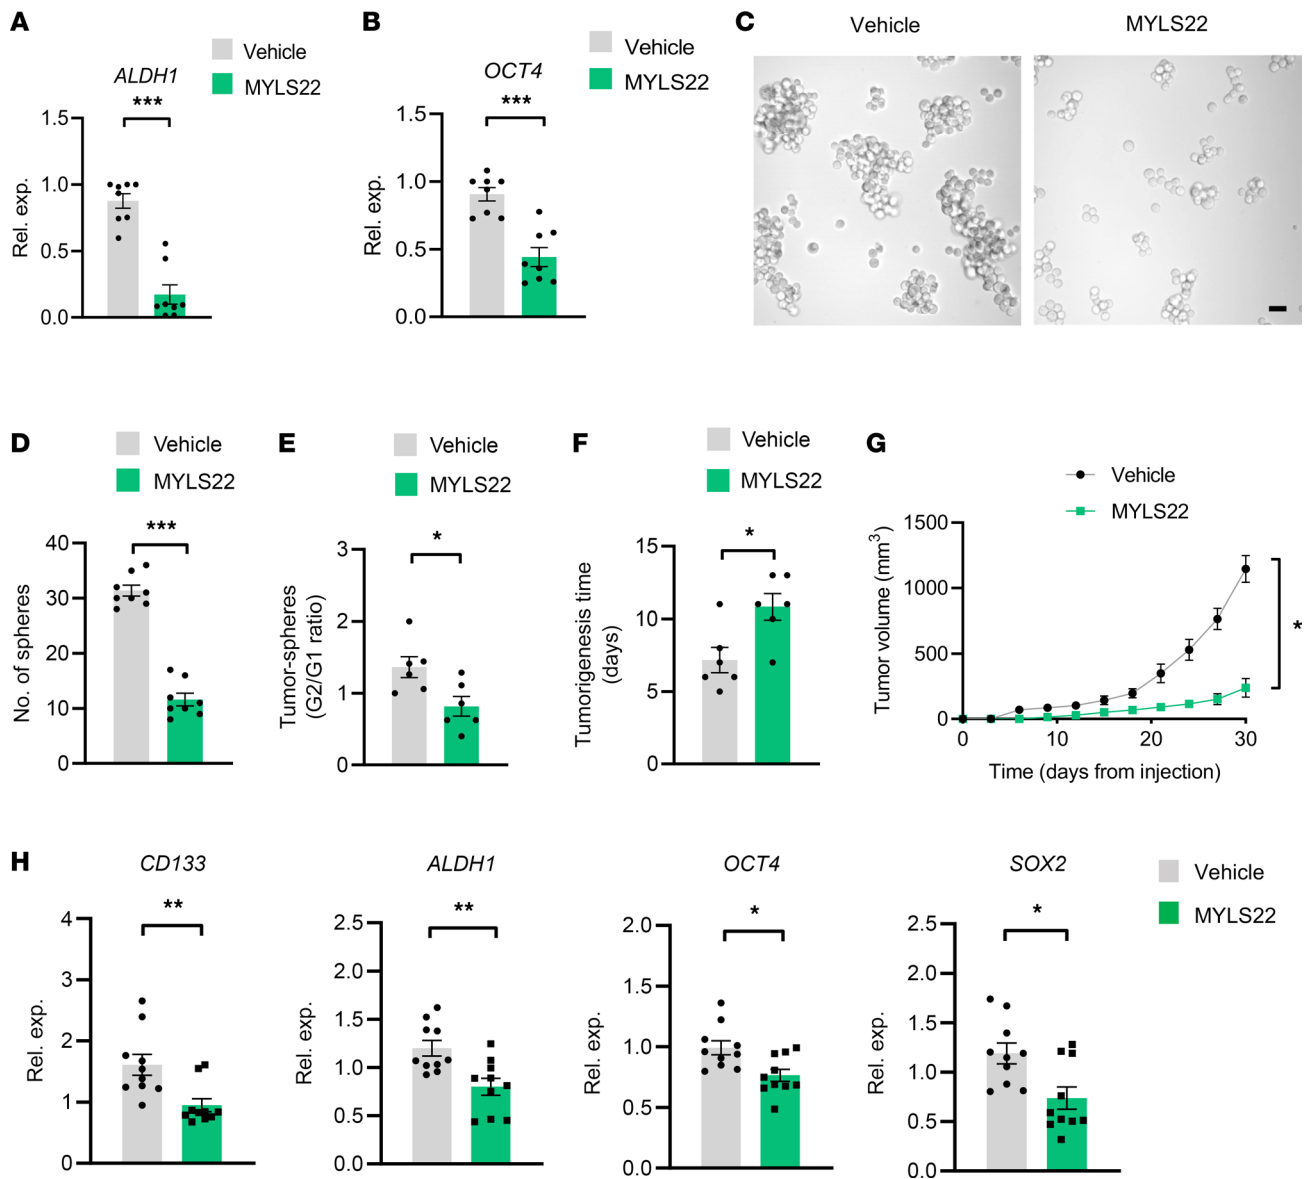 A
Vehicle
MYLS22
ALDH1
***
Rel. exp.
1.5
1.0
0.5
0.0
B
Vehicle
MYLS22
OCT4
***
Rel. exp.
1.5
1.0
0.5
0.0
C
Vehicle
MYLS22
D
Vehicle
MYLS22
***
No. of spheres
40
30
20
10
0
E
Vehicle
MYLS22
*
Tumor-spheres
(G2/G1 ratio)
3
2
1
0
F
Vehicle
MYLS22
*
Tumorigenesis time
(days)
15
10
5
0
G
Vehicle
MYLS22
Tumor volume (mm3)
1500
1000
500
0
*
0 10 20 30
Time (days from injection)
H
CD133
**
Rel. exp.
4
3
2
1
0
ALDH1
**
Rel. exp.
2.5
2.0
1.5
1.0
0.5
0.0
OCT4
*
Rel. exp.
2.0
1.5
1.0
0.5
0.0
SOX2
*
Rel. exp.
2.5
2.0
1.5
1.0
0.5
0.0
Vehicle
MYLS22